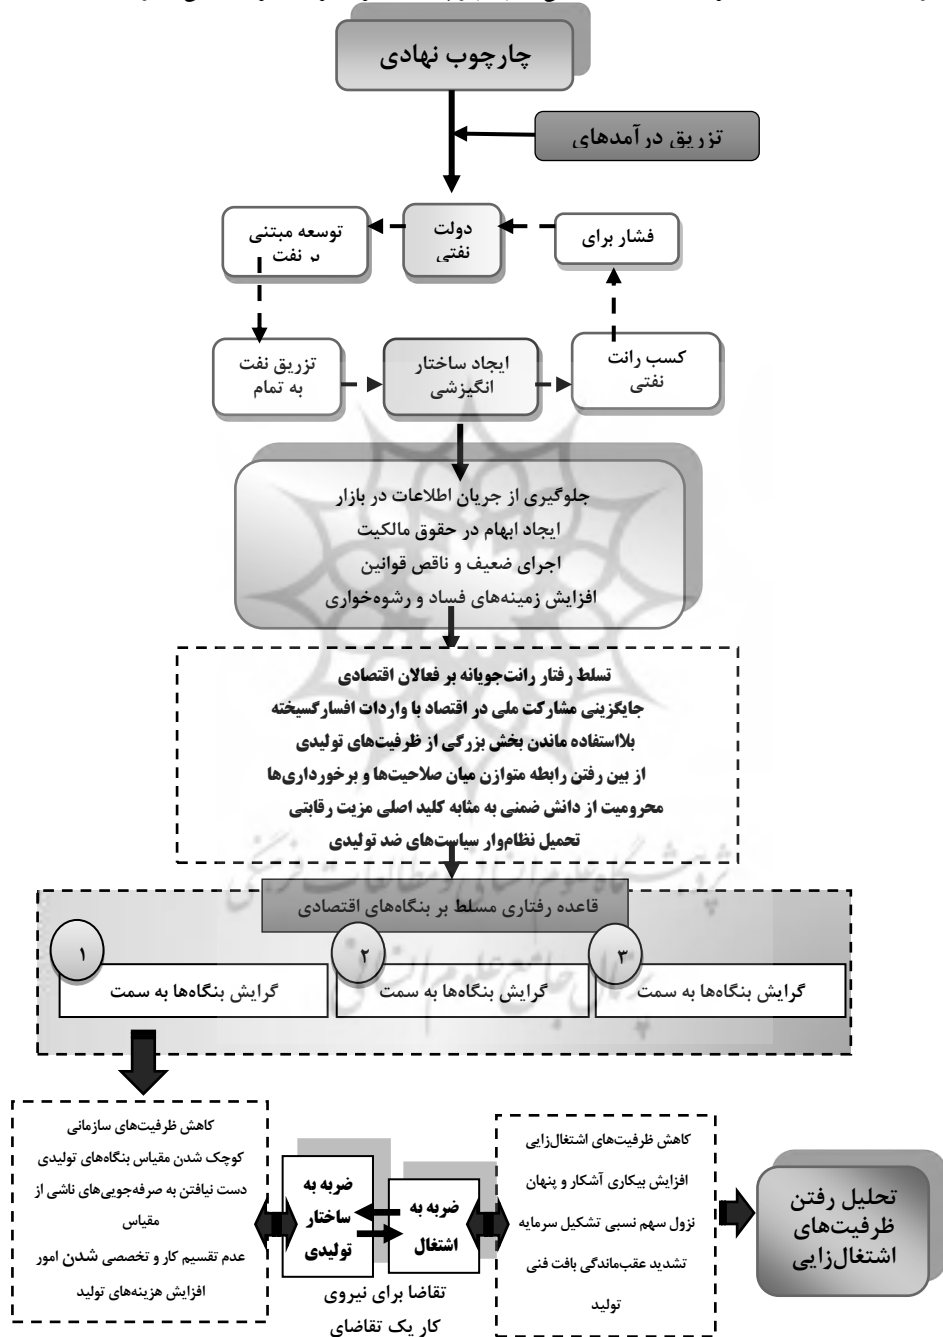 چارچوب نهادی
تزریق درآمدهای
فشار برای
دولت
نفتی
توسعه مبتنی
بر نفت
کسب رانت
نفتی
ایجاد ساختار
انگیزشی
تزریق نفت
به تمام
جلوگیری از جریان اطلاعات در بازار
ایجاد ابهام در حقوق مالکیت
اجرای ضعیف و ناقص قوانین
افزایش زمینه‌های فساد و رشوه‌خواری
تسلط رفتار رانت‌جویانه بر فعالان اقتصادی
جایگزینی مشارکت ملی در اقتصاد با واردات افسارگسیخته
بلااستفاده ماندن بخش بزرگی از ظرفیت‌های تولیدی
از بین رفتن رابطه متوازن میان صلاحیت‌ها و برخورداری‌ها
محرومیت از دانش ضمنی به مثابه کلید اصلی مزیت رقابتی
تحمیل نظام‌وار سیاست‌های ضد تولیدی
پژوهشگاه علوم انسانی و مطالعات فرهنگی
قاعده رفتاری مسلط بر بنگاه‌های اقتصادی
۳
۲
۱
گرایش بنگاه‌ها به سمت
گرایش بنگاه‌ها به سمت
گرایش بنگاه‌ها به سمت
پرتال جامع علوم انسانی
کاهش ظرفیت‌های سازمانی
کوچک شدن مقیاس بنگاه‌های تولیدی
دست نیافتن به صرفه‌جویی‌های ناشی از
مقیاس
عدم تقسیم کار و تخصصی شدن امور
افزایش هزینه‌های تولید
ضربه به
ساختار
تولیدی
ضربه به
اشتغال
تقاضا برای نیروی
کار یک تقاضای
کاهش ظرفیت‌های اشتغال‌زایی
افزایش بیکاری آشکار و پنهان
نزول سهم نسبی تشکیل سرمایه
تشدید عقب‌ماندگی بافت فنی
تولید
تحلیل رفتن
ظرفیت‌های
اشتغال‌زایی